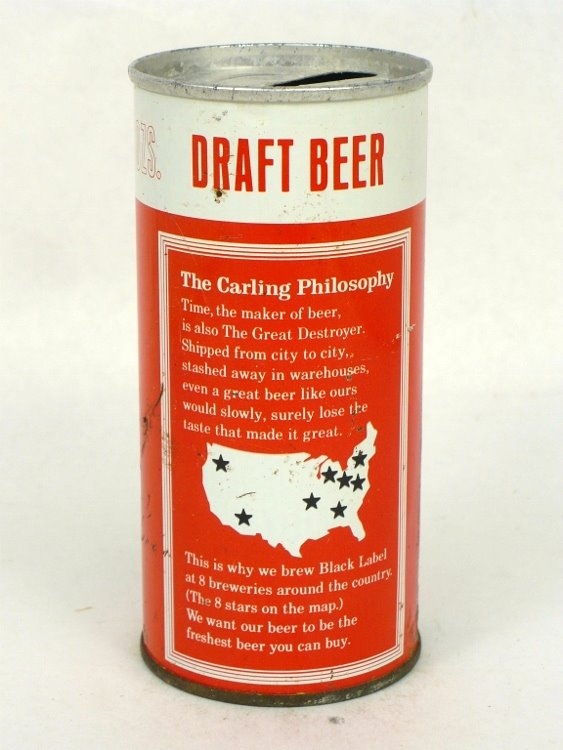 OZS.
DRAFT BEER
The Carling Philosophy
Time, the maker of beer,
is also The Great Destroyer.
Shipped from city to city,
stashed away in warehouses,
even a great beer like ours
would slowly, surely lose the
taste that made it great.
This is why we brew Black Label
at 8 breweries around the country.
(The 8 stars on the map.)
We want our beer to be the
freshest beer you can buy.